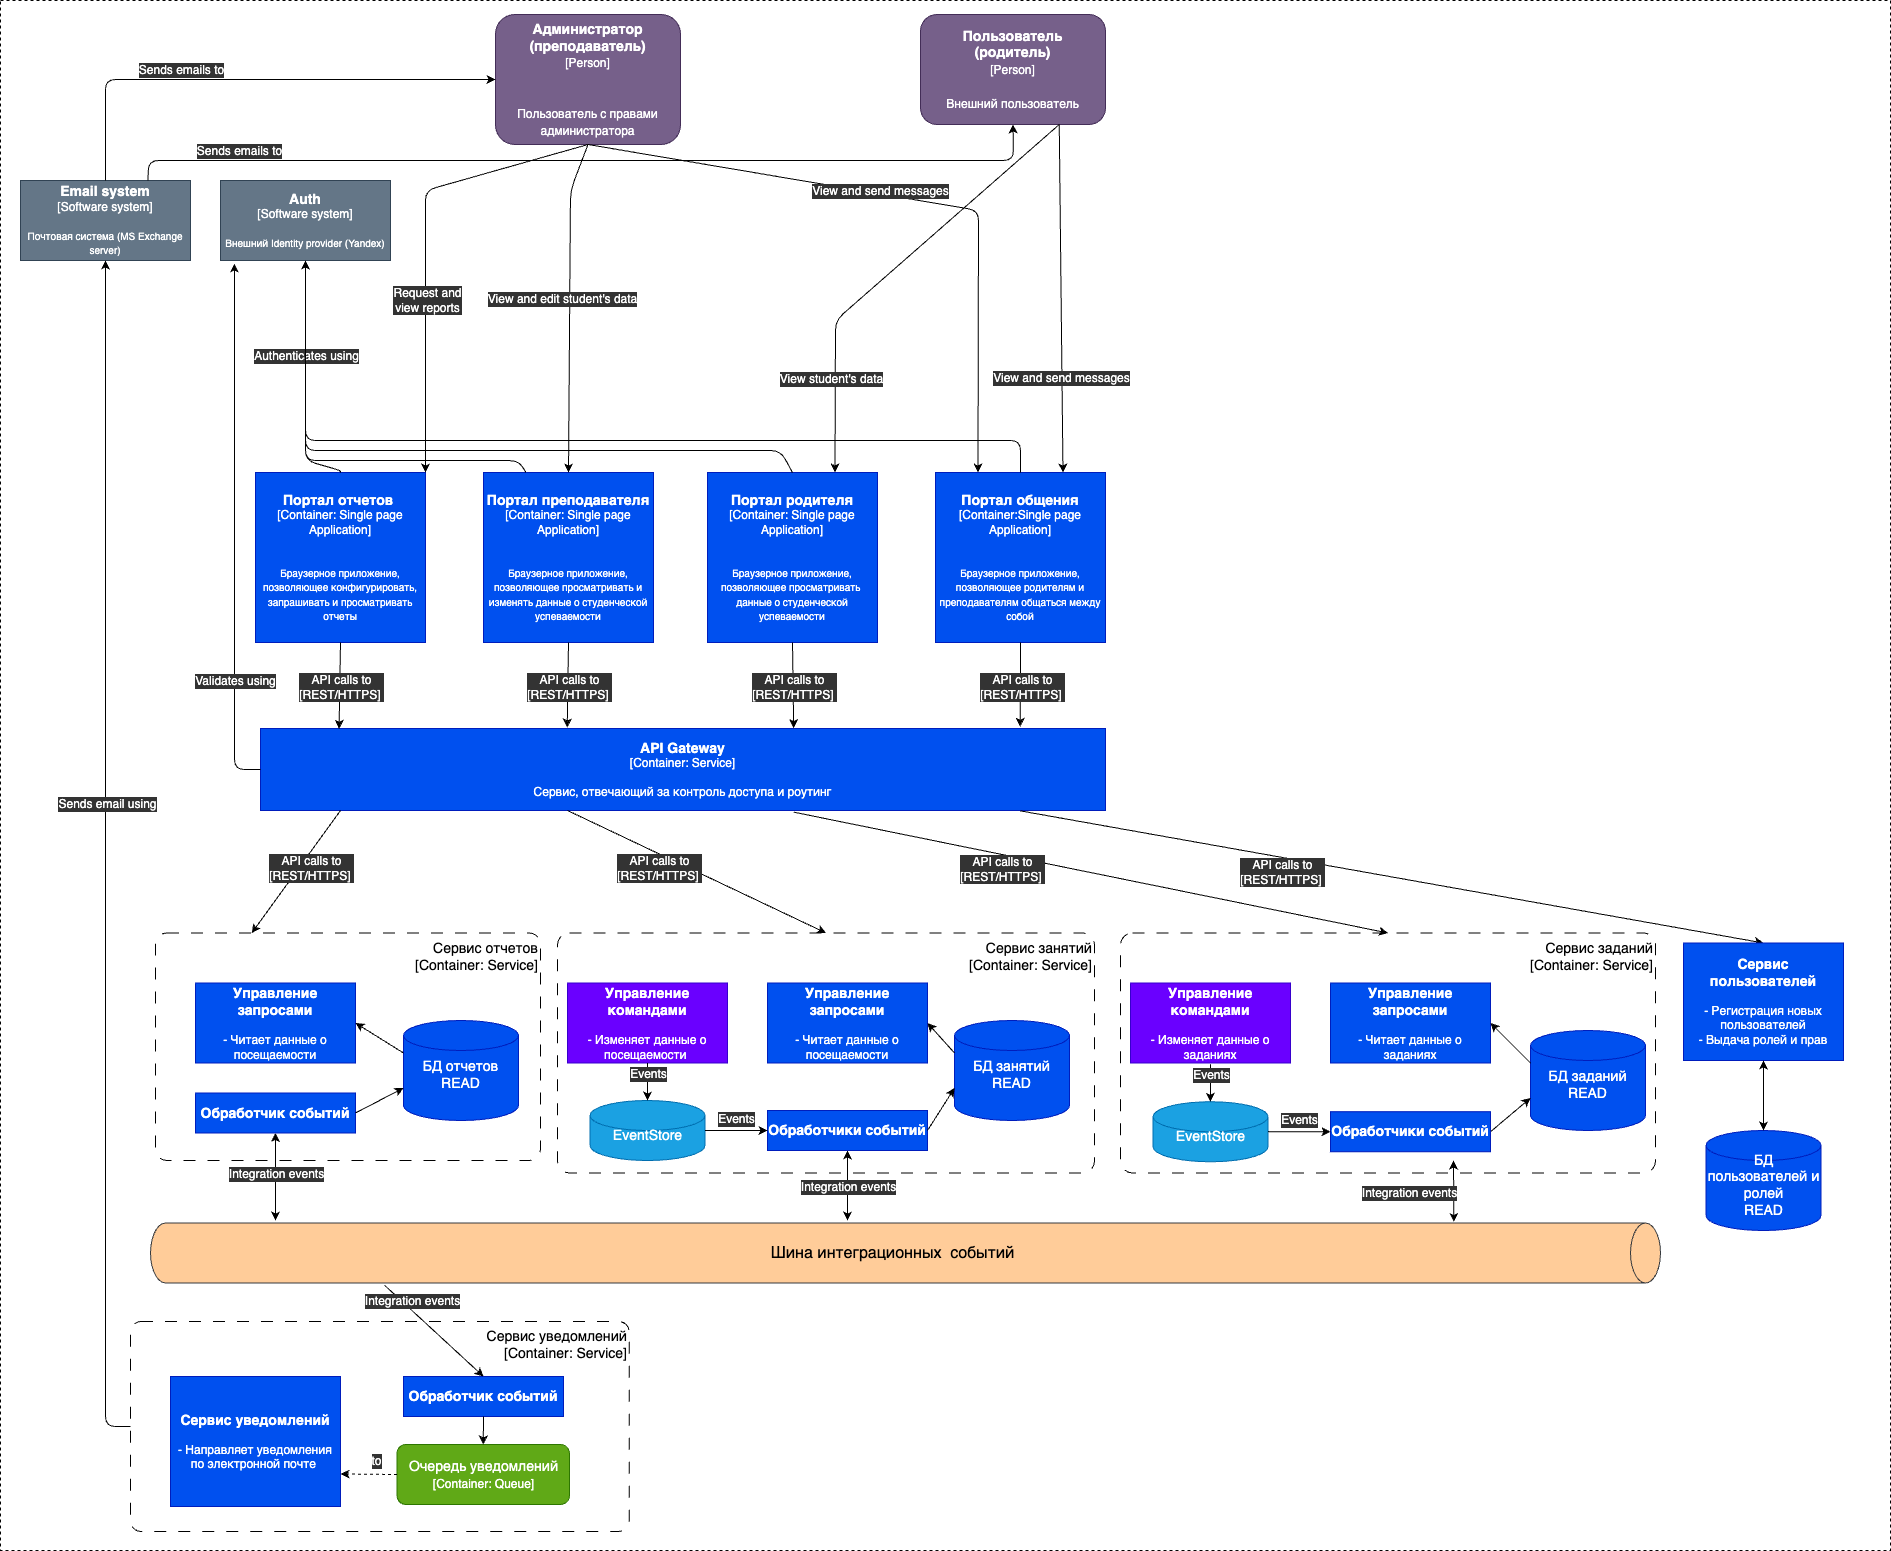 Администратор
(преподаватель)
[Person]
Пользователь с правами
администратора
Пользователь
(родитель)
[Person]
Внешний пользователь
Sends emails to
Sends emails to
Email system
[Software system]
Почтовая система (MS Exchange
server)
Auth
[Software system]
Внешний identity provider (Yandex)
View and send messages
Request and
view reports
View and edit student's data
Authenticates using
View student's data
View and send messages
Портал отчетов
[Container: Single page
Application]
Браузерное приложение,
позволяющее конфигурировать,
запрашивать и просматривать
отчеты
Портал преподавателя
[Container: Single page
Application]
Браузерное приложение,
позволяющее просматривать и
изменять данные о студенческой
успеваемости
Портал родителя
[Container: Single page
Application]
Браузерное приложение,
позволяющее просматривать
данные о студенческой
успеваемости
Портал общения
[Container:Single page
Application]
Браузерное приложение,
позволяющее родителям и
преподавателям общаться между
собой
Validates using
API calls to
[REST/HTTPS]
API calls to
[REST/HTTPS]
API calls to
[REST/HTTPS]
API calls to
[REST/HTTPS]
API Gateway
[Container: Service]
Сервис, отвечающий за контроль доступа и роутинг
Sends email using
API calls to
[REST/HTTPS]
API calls to
[REST/HTTPS]
API calls to
[REST/HTTPS]
API calls to
[REST/HTTPS]
Сервис отчетов
[Container: Service]
Управление
запросами
- Читает данные о
посещаемости
БД отчетов
READ
Обработчик событий
Integration events
Сервис занятий
[Container: Service]
Управление
командами
- Изменяет данные о
посещаемости
Управление
запросами
- Читает данные о
посещаемости
БД занятий
READ
Events
EventStore
Events
Обработчики событий
Integration events
Сервис заданий
[Container: Service]
Управление
командами
- Изменяет данные о
заданиях
Управление
запросами
- Читает данные о
заданиях
БД заданий
READ
Events
EventStore
Events
Обработчики событий
Integration events
Сервис
пользователей
- Регистрация новых
пользователей
- Выдача ролей и прав
БД
пользователей и
ролей
READ
Шина интеграционных событий
Integration events
Сервис уведомлений
[Container: Service]
Обработчик событий
Сервис уведомлений
- Направляет уведомления
по электронной почте
to
Очередь уведомлений
[Container: Queue]